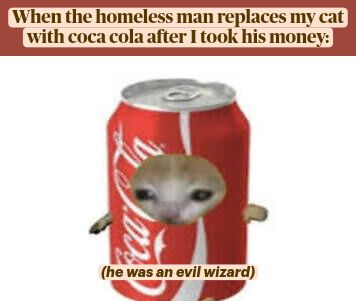 When the homeless man replaces my cat
with coca cola after I took his money:
Coca-Cola
(he was an evil wizard)